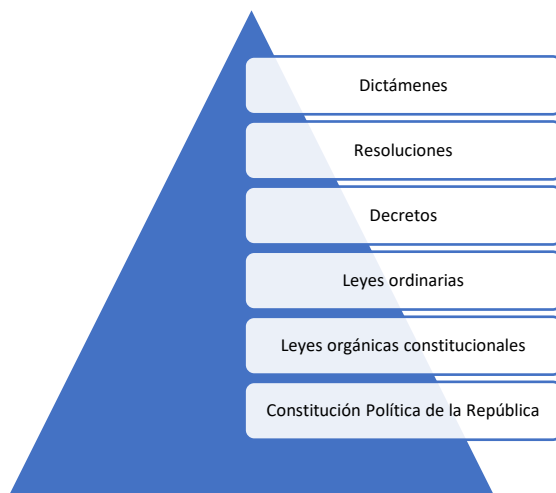 Dictámenes
Resoluciones
Decretos
Leyes ordinarias
Leyes orgánicas constitucionales
Constitución Política de la República